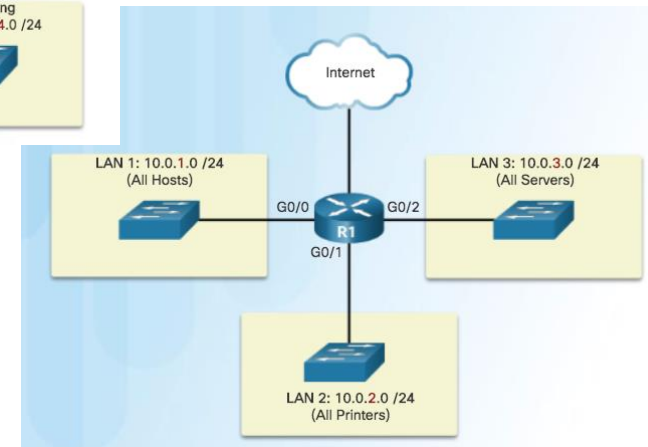 4.0 /24
Internet
LAN 1: 10.0.1.0 /24
(All Hosts)
LAN 3: 10.0.3.0 /24
(All Servers)
G0/0
G0/2
R1
G0/1
LAN 2: 10.0.2.0 /24
(All Printers)